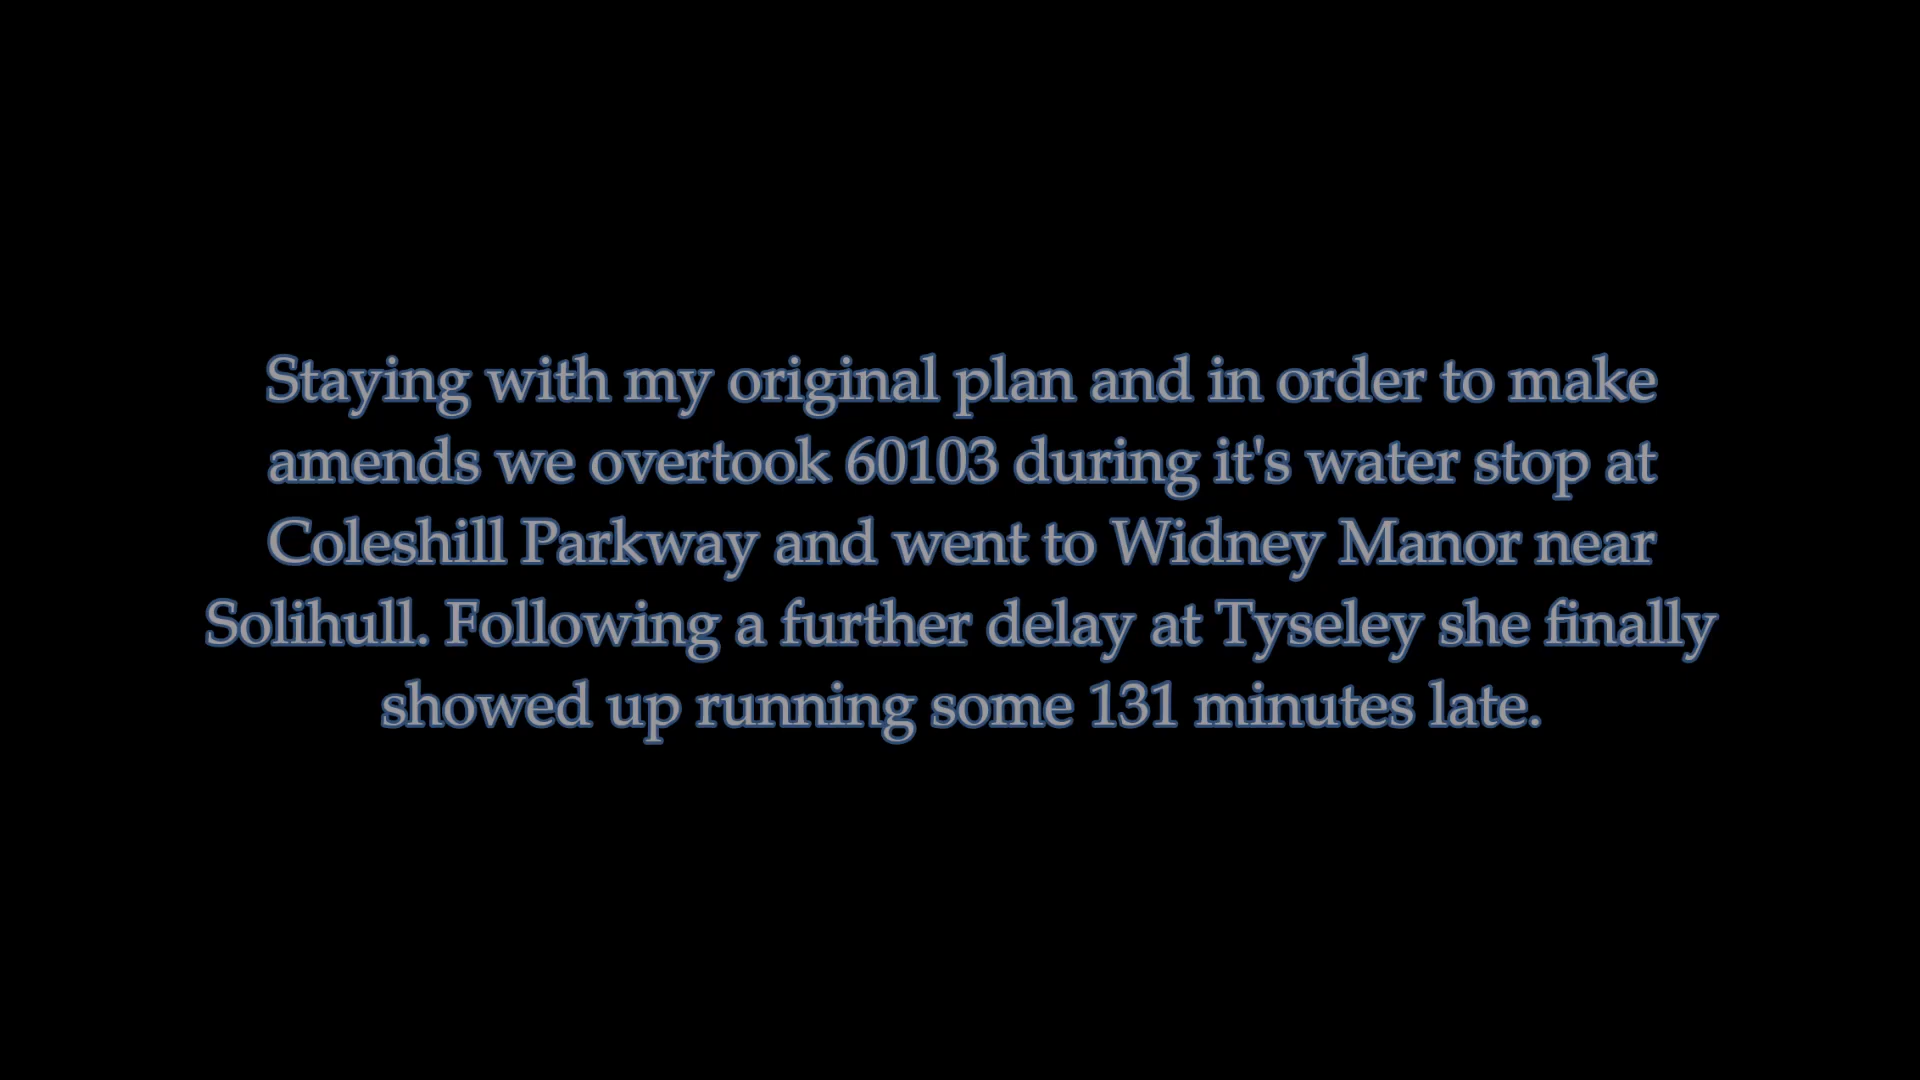 Staying with my original plan and in order to make
amends we overtook 60103 during it's water stop at
Coleshill Parkway and went to Widney Manor near
Solihull. Following a further delay at Tyseley she finally
showed up running some 131 minutes late.